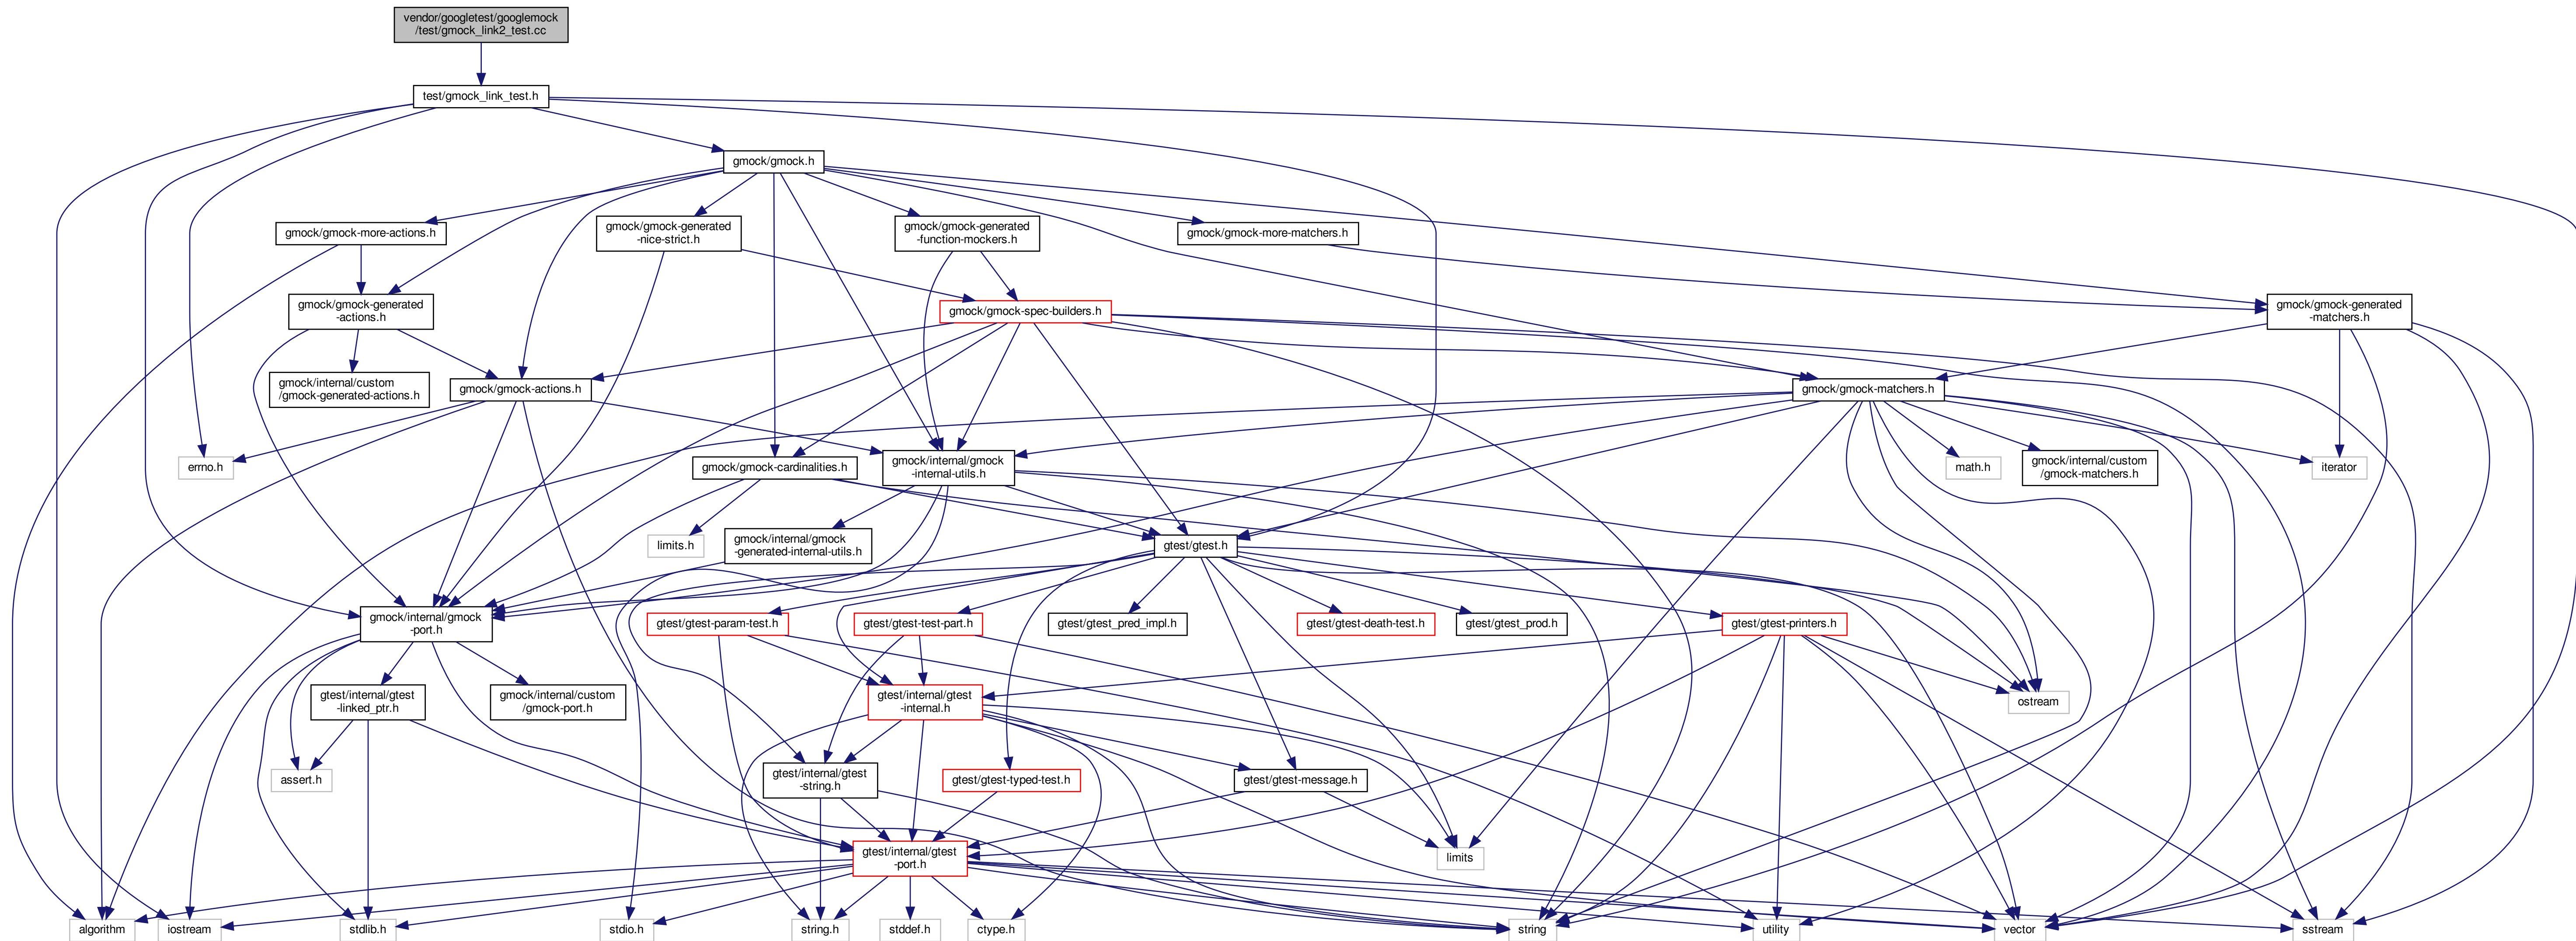 vendor/googletest/googlemock
/test/gmock_link2_test.cc
test/gmock_link_test.h
gmock/gmock.h
gmock/gmock-more-actions.h
gmock/gmock-generated
-nice-strict.h
gmock/gmock-generated
-function-mockers.h
gmock/gmock-more-matchers.h
gmock/gmock-generated
-actions.h
gmock/gmock-spec-builders.h
gmock/gmock-generated
-matchers.h
gmock/internal/custom
/gmock-generated-actions.h
gmock/gmock-actions.h
gmock/gmock-matchers.h
errno.h
gmock/gmock-cardinalities.h
gmock/internal/gmock
-internal-utils.h
math.h
gmock/internal/custom
/gmock-matchers.h
iterator
limits.h
gmock/internal/gmock
-generated-internal-utils.h
gtest/gtest.h
gmock/internal/gmock
-port.h
gtest/gtest-param-test.h
gtest/gtest-test-part.h
gtest/gtest_pred_impl.h
gtest/gtest-death-test.h
gtest/gtest_prod.h
gtest/gtest-printers.h
gtest/internal/gtest
-linked_ptr.h
gmock/internal/custom
/gmock-port.h
gtest/internal/gtest
-internal.h
ostream
assert.h
gtest/internal/gtest
-string.h
gtest/gtest-typed-test.h
gtest/gtest-message.h
gtest/internal/gtest
-port.h
limits
algorithm
iostream
stdlib.h
stdio.h
string.h
stddef.h
ctype.h
string
utility
vector
sstream